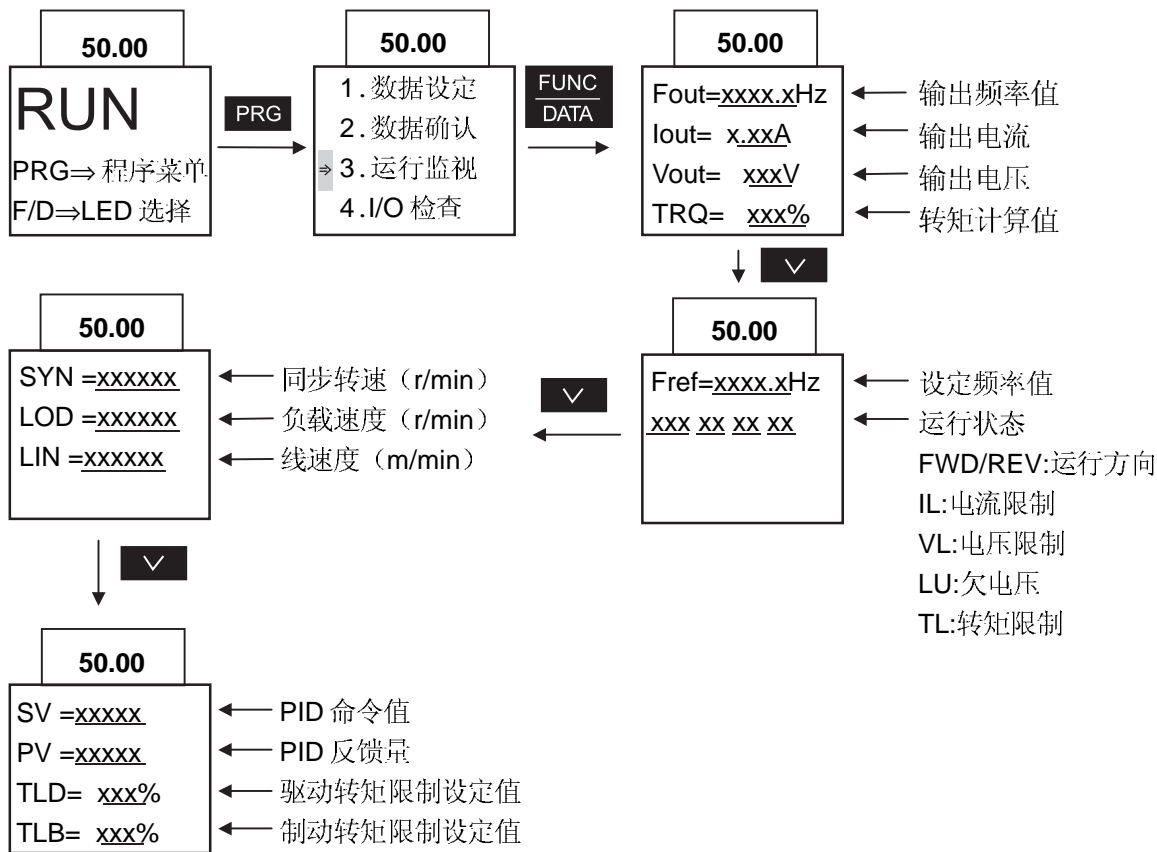 50.00
RUN
PRG⇒程序菜单
F/D⇒LED 选择
PRG
50.00
1.数据设定
2.数据确认
⇒ 3.运行监视
4.I/O 检查
FUNC
DATA
50.00
Fout=xxxx.xHz
Iout= x.xxA
Vout= xxxV
TRQ= xxx%
输出频率值
输出电流
输出电压
转矩计算值
50.00
Fref=xxxx.xHz
xxx xx xx xx
设定频率值
运行状态
FWD/REV:运行方向
IL:电流限制
VL:电压限制
LU:欠电压
TL:转矩限制
50.00
SYN =xxxxxx
LOD =xxxxxx
LIN =xxxxxx
同步转速（r/min）
负载速度（r/min）
线速度（m/min）
50.00
SV =xxxxx
PV =xxxxx
TLD= xxx%
TLB= xxx%
PID 命令值
PID 反馈量
驱动转矩限制设定值
制动转矩限制设定值